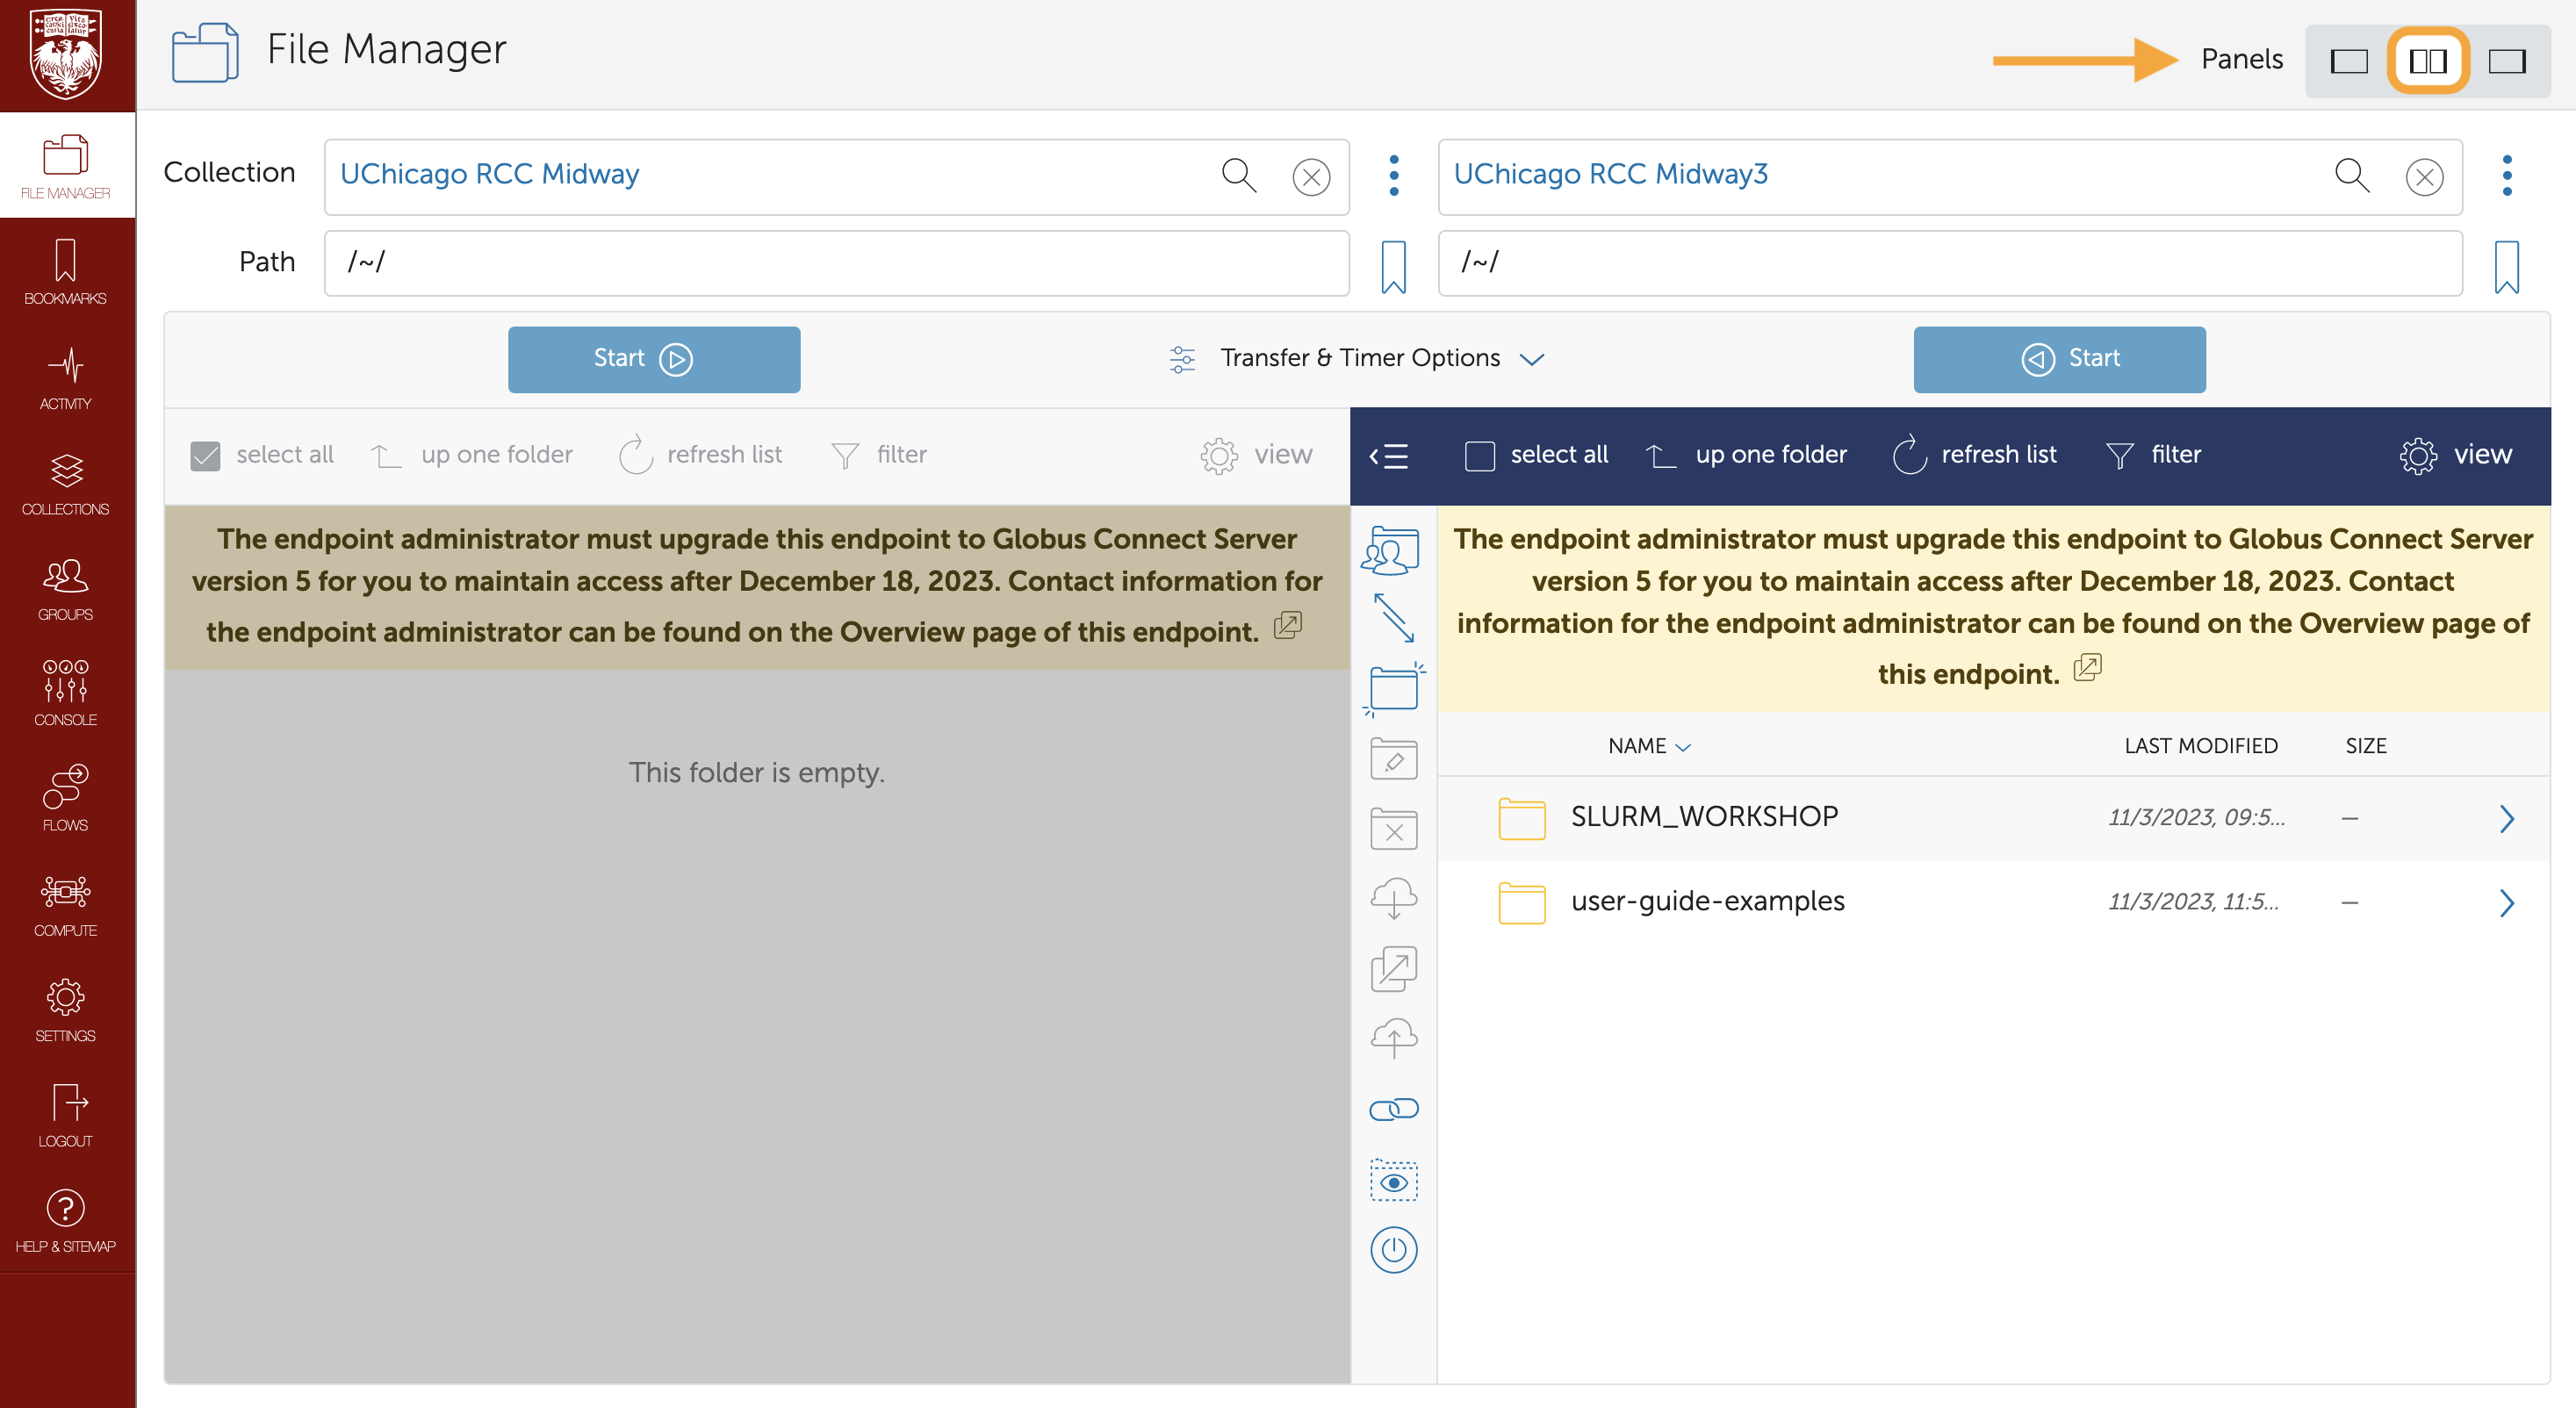 File Manager
Panels
FILE MANAGER
BOOKMARKS
ACTIVITY
COLLECTIONS
GROUPS
CONSOLE
FLOWS
COMPUTE
SETTINGS
LOGOUT
HELP & SITEMAP
Collection
UChicago RCC Midway
UChicago RCC Midway3
Path
/~/
/~/
Start
Transfer & Timer Options
Start
select all
up one folder
refresh list
filter
view
select all
up one folder
refresh list
filter
view
The endpoint administrator must upgrade this endpoint to Globus Connect Server
version 5 for you to maintain access after December 18, 2023. Contact information for
the endpoint administrator can be found on the Overview page of this endpoint.
This folder is empty.
The endpoint administrator must upgrade this endpoint to Globus Connect Server
version 5 for you to maintain access after December 18, 2023. Contact
information for the endpoint administrator can be found on the Overview page of
this endpoint.
NAME
LAST MODIFIED
SIZE
SLURM_WORKSHOP
11/3/2023, 09:5...
—
user-guide-examples
11/3/2023, 11:5...
—